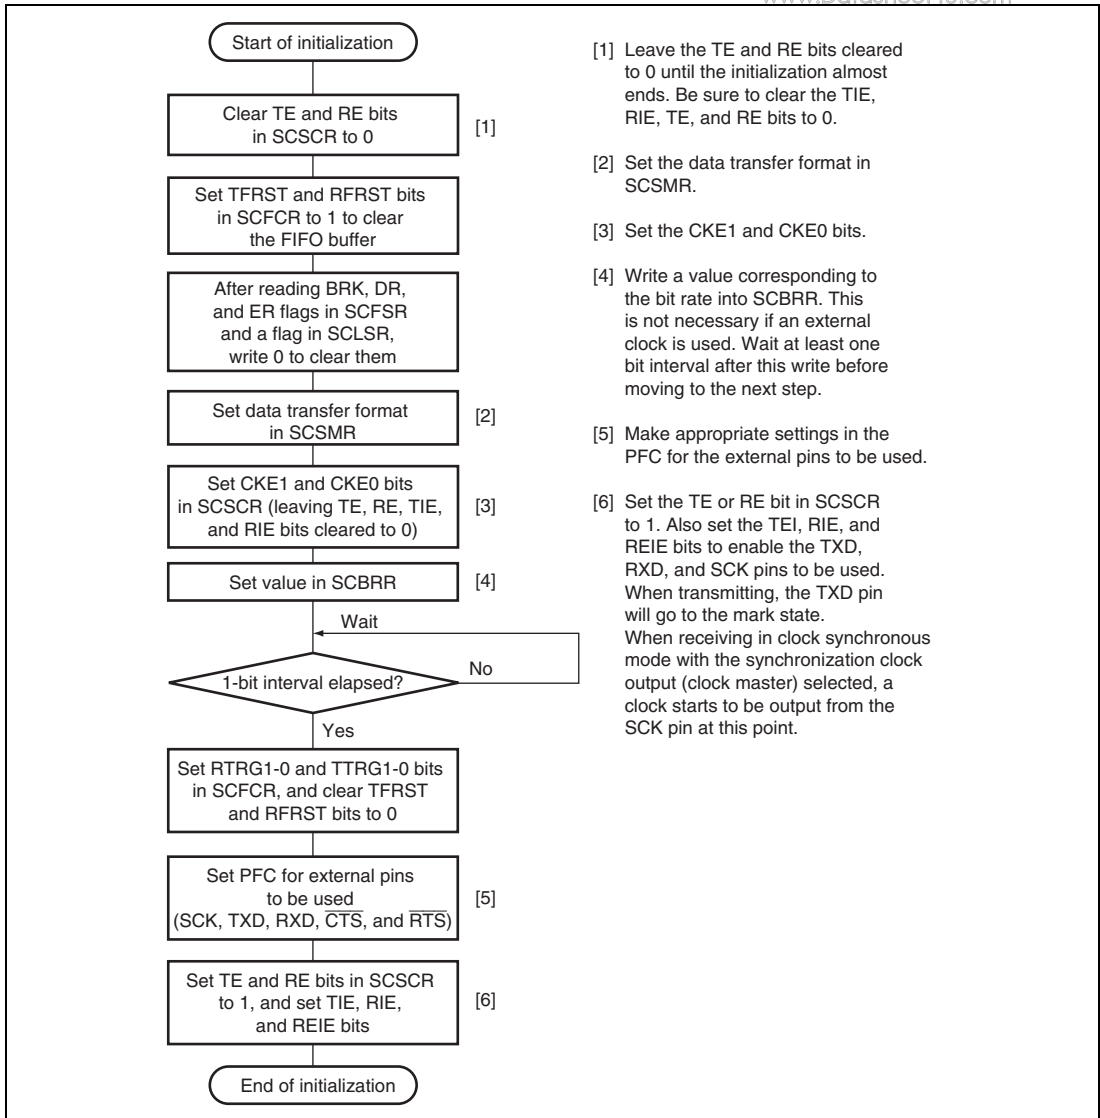 Start of initialization
Clear TE and RE bits
in SCSCR to 0
[1]
Set TFRST and RFRST bits
in SCFCR to 1 to clear
the FIFO buffer
After reading BRK, DR,
and ER flags in SCFSR
and a flag in SCLSR,
write 0 to clear them
Set data transfer format
in SCSMR
[2]
Set CKE1 and CKE0 bits
in SCSCR (leaving TE, RE, TIE,
and RIE bits cleared to 0)
[3]
Set value in SCBRR
[4]
Wait
1-bit interval elapsed?
No
Yes
Set RTRG1-0 and TTRG1-0 bits
in SCFCR, and clear TFRST
and RFRST bits to 0
Set PFC for external pins
to be used
(SCK, TXD, RXD, CTS, and RTS)
[5]
Set TE and RE bits in SCSCR
to 1, and set TIE, RIE,
and REIE bits
[6]
End of initialization
[1] Leave the TE and RE bits cleared
to 0 until the initialization almost
ends. Be sure to clear the TIE,
RIE, TE, and RE bits to 0.
[2] Set the data transfer format in
SCSMR.
[3] Set the CKE1 and CKE0 bits.
[4] Write a value corresponding to
the bit rate into SCBRR. This
is not necessary if an external
clock is used. Wait at least one
bit interval after this write before
moving to the next step.
[5] Make appropriate settings in the
PFC for the external pins to be used.
[6] Set the TE or RE bit in SCSCR
to 1. Also set the TEI, RIE, and
REIE bits to enable the TXD,
RXD, and SCK pins to be used.
When transmitting, the TXD pin
will go to the mark state.
When receiving in clock synchronous
mode with the synchronization clock
output (clock master) selected, a
clock starts to be output from the
SCK pin at this point.